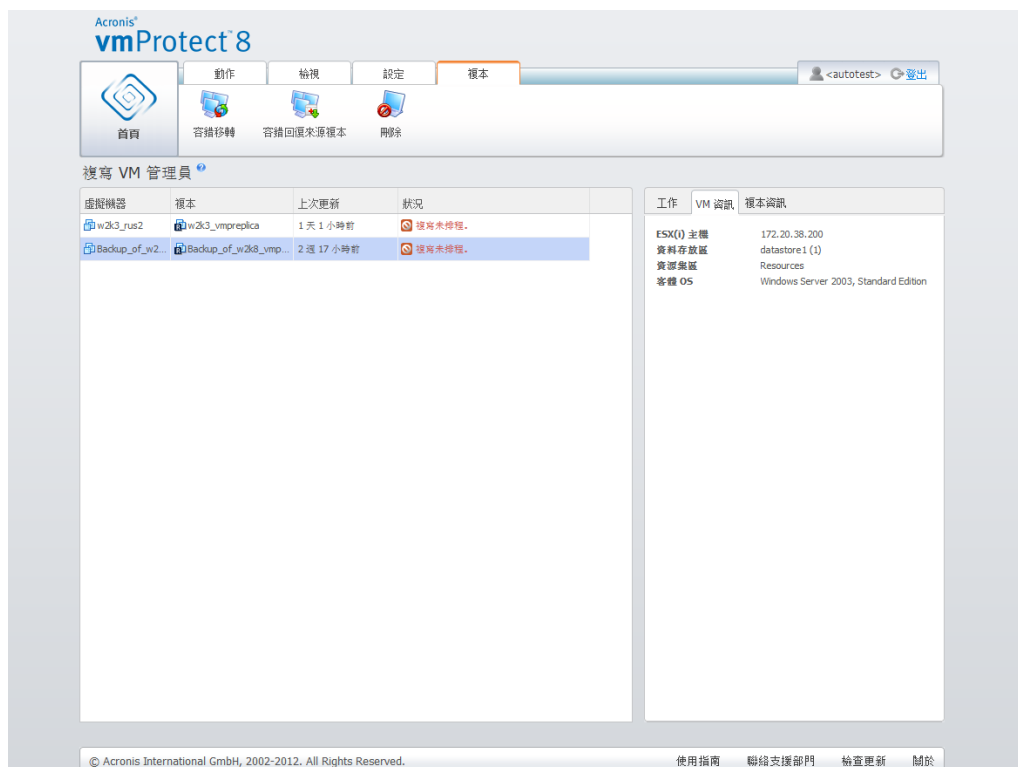 Acronis®
vmProtect™8
動作 檢視 設定 複本
<autotest> 登出
首頁
容錯移轉 容錯回復來源複本 刪除
複寫 VM 管理員
虛擬機器 複本 上次更新 狀況
w2k3_rus2 w2k3_vmpreplica 1 天 1 小時前 複寫未排程。
Backup_of_w2... Backup_of_w2k8_vmp... 2 週 17 小時前 複寫未排程。
工作 VM 資訊 複本資訊
ESX(i) 主機 172.20.38.200
資料存放區 datastore1 (1)
資源集區 Resources
客體 OS Windows Server 2003, Standard Edition
© Acronis International GmbH, 2002-2012. All Rights Reserved.
使用指南 聯絡支援部門 檢查更新 關於